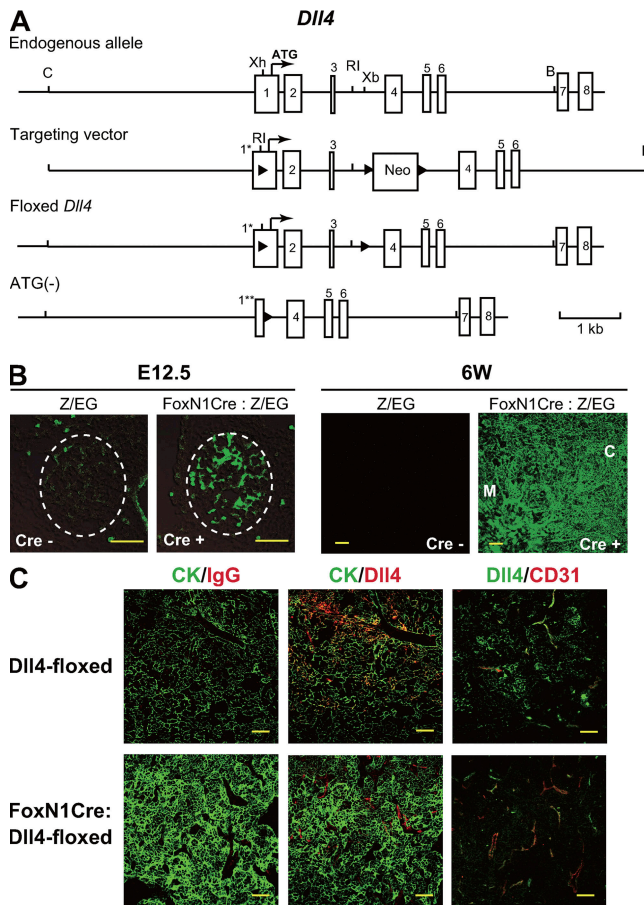 A
Dll4
Endogenous allele
C Xh ATG 1 2 3 RI Xb 4 5 6 B 7 8
Targeting vector
1* RI 2 3 Neo 4 5 6
Floxed Dll4
1* 2 3 4 5 6 7 8
ATG(-)
1** 4 5 6 7 8
1 kb
B
E12.5 6W
Z/EG FoxN1Cre : Z/EG Z/EG FoxN1Cre : Z/EG
C
M
Cre - Cre + Cre - Cre +
C
CK/IgG CK/Dll4 Dll4/CD31
Dll4-floxed
FoxN1Cre:
Dll4-floxed